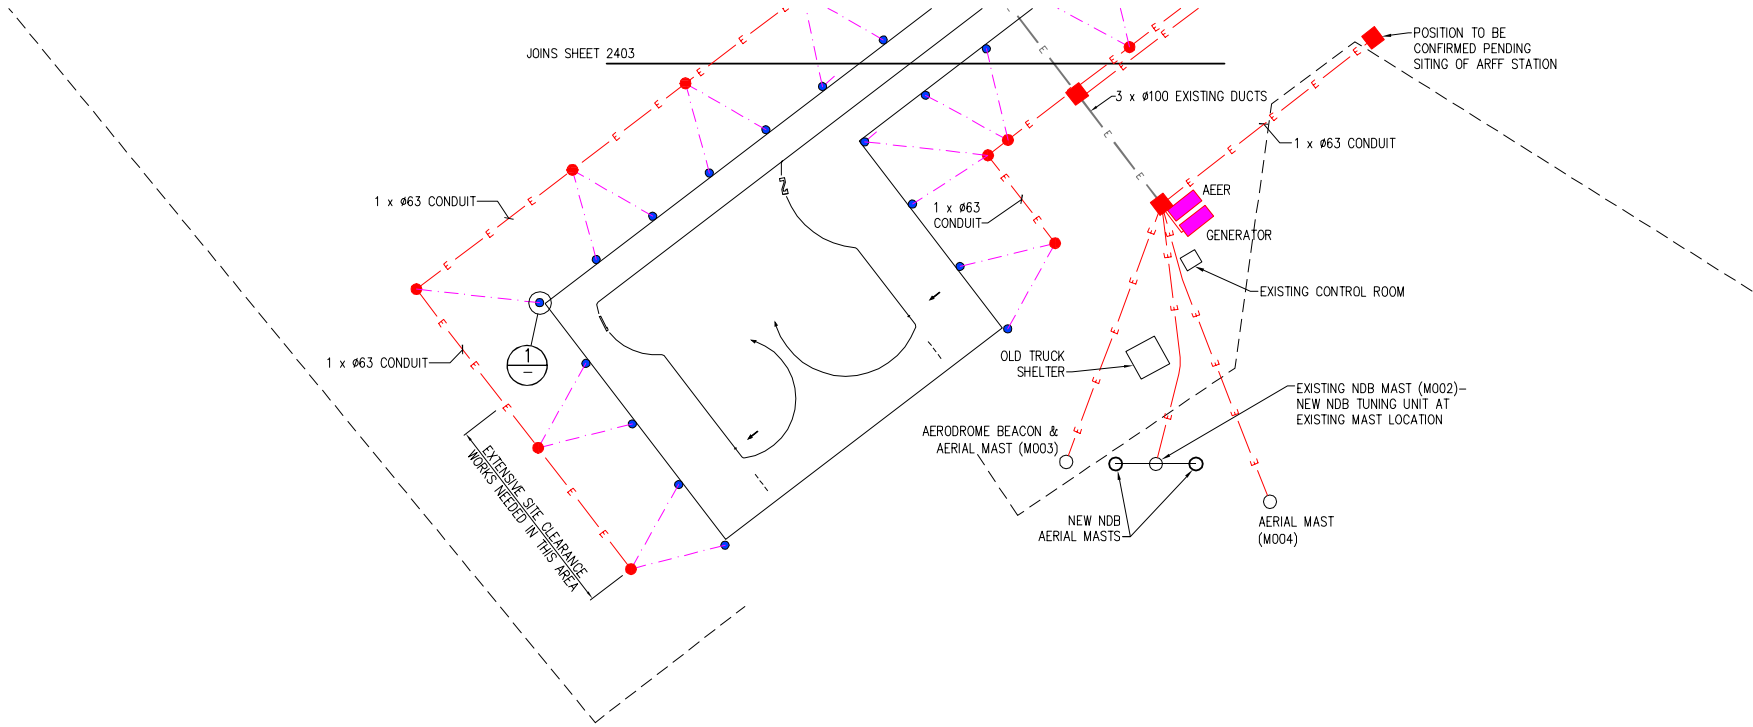 JOINS SHEET 2403
POSITION TO BE
CONFIRMED PENDING
SITING OF ARFF STATION
3 x ø100 EXISTING DUCTS
1 x ø63 CONDUIT
1 x ø63 CONDUIT
1 x ø63
CONDUIT
AEER
GENERATOR
EXISTING CONTROL ROOM
1 x ø63 CONDUIT
1
–
OLD TRUCK
SHELTER
EXISTING NDB MAST (M002)–
NEW NDB TUNING UNIT AT
EXISTING MAST LOCATION
AERODROME BEACON &
AERIAL MAST (M003)
EXTENSIVE SITE CLEARANCE
WORKS NEEDED IN THIS AREA
NEW NDB
AERIAL MASTS
AERIAL MAST
(M004)
E E E E E E E E E E E E E E E E E E E E E E E E E E E E E E E E E E E E E E